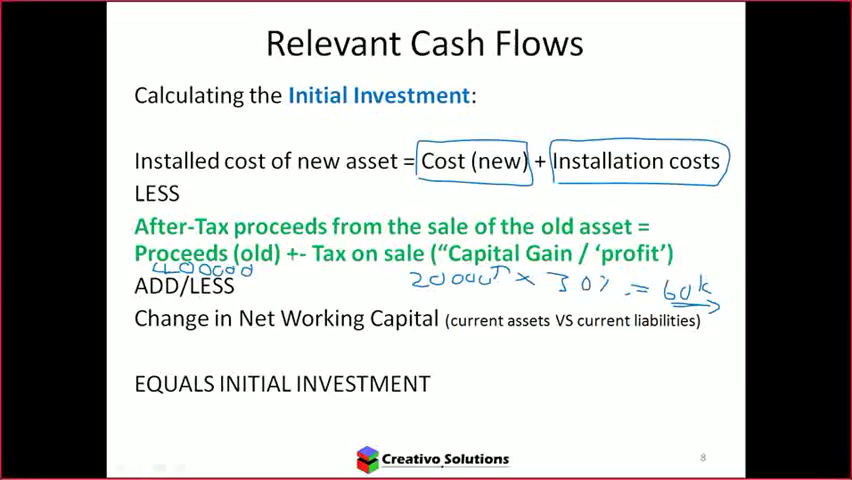 Relevant Cash Flows
Calculating the Initial Investment:
Installed cost of new asset = Cost (new) + Installation costs
LESS
After-Tax proceeds from the sale of the old asset =
Proceeds (old) +- Tax on sale (“Capital Gain / ‘profit’)
400000
200000 × 30% = 60k
ADD/LESS
Change in Net Working Capital (current assets VS current liabilities)
EQUALS INITIAL INVESTMENT
Creativo Solutions
8